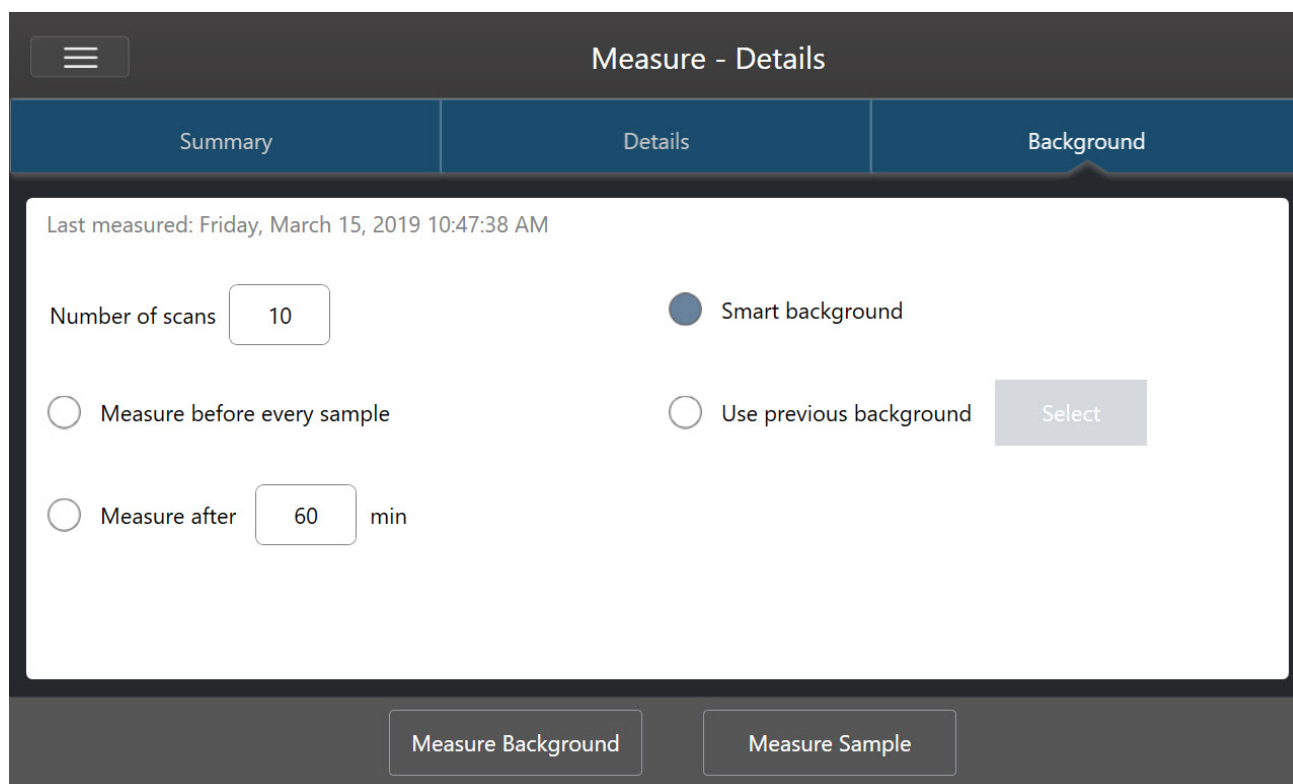 Measure - Details
Summary
Details
Background
Last measured: Friday, March 15, 2019 10:47:38 AM
Number of scans 10
Smart background
Measure before every sample
Use previous background Select
Measure after 60 min
Measure Background
Measure Sample